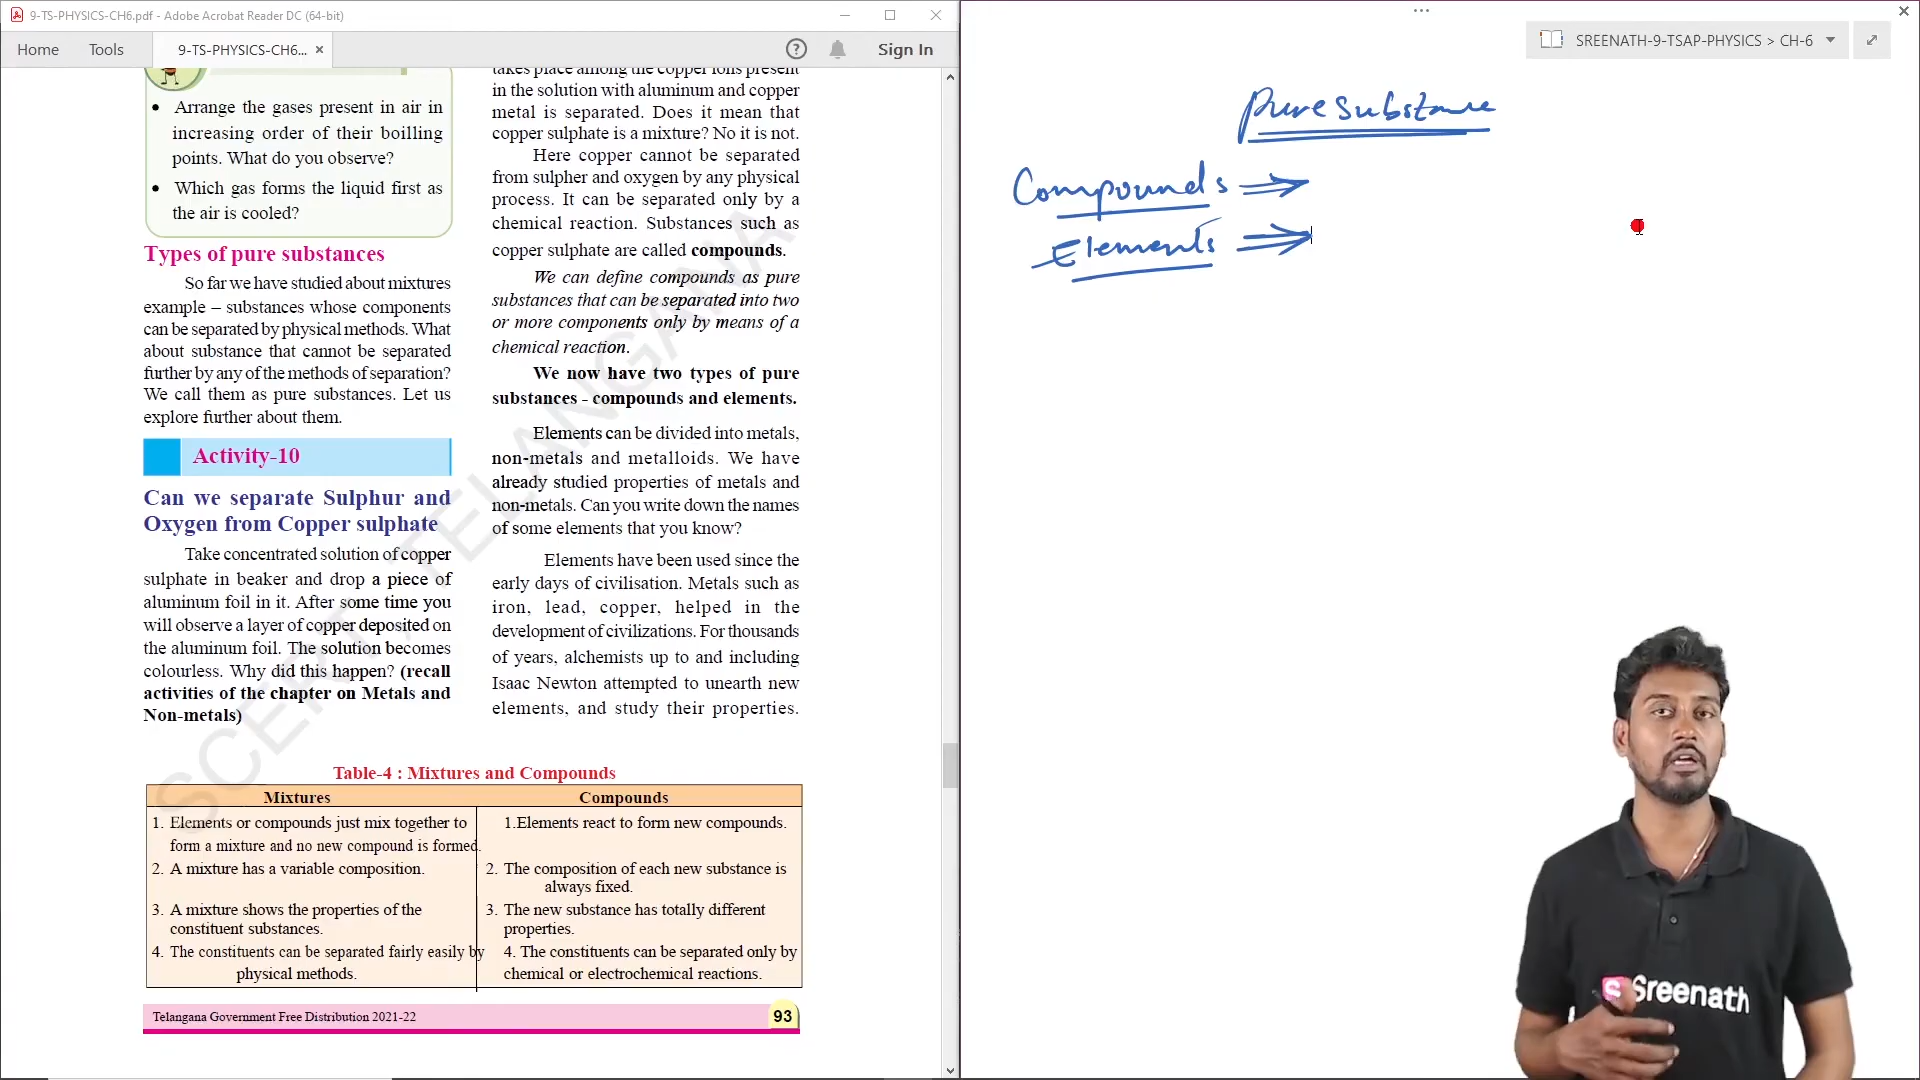 9-TS-PHYSICS-CH6.pdf - Adobe Acrobat Reader DC (64-bit)
Home Tools 9-TS-PHYSICS-CH6... × Sign In
• Arrange the gases present in air in
increasing order of their boilling
points. What do you observe?
• Which gas forms the liquid first as
the air is cooled?
Types of pure substances
So far we have studied about mixtures
example – substances whose components
can be separated by physical methods. What
about substance that cannot be separated
further by any of the methods of separation?
We call them as pure substances. Let us
explore further about them.
Activity-10
Can we separate Sulphur and
Oxygen from Copper sulphate
Take concentrated solution of copper
sulphate in beaker and drop a piece of
aluminum foil in it. After some time you
will observe a layer of copper deposited on
the aluminum foil. The solution becomes
colourless. Why did this happen? (recall
activities of the chapter on Metals and
Non-metals)
takes place among the copper ions present
in the solution with aluminum and copper
metal is separated. Does it mean that
copper sulphate is a mixture? No it is not.
Here copper cannot be separated
from sulpher and oxygen by any physical
process. It can be separated only by a
chemical reaction. Substances such as
copper sulphate are called compounds.
We can define compounds as pure
substances that can be separated into two
or more components only by means of a
chemical reaction.
We now have two types of pure
substances - compounds and elements.
Elements can be divided into metals,
non-metals and metalloids. We have
already studied properties of metals and
non-metals. Can you write down the names
of some elements that you know?
Elements have been used since the
early days of civilisation. Metals such as
iron, lead, copper, helped in the
development of civilizations. For thousands
of years, alchemists up to and including
Isaac Newton attempted to unearth new
elements, and study their properties.
SCERT, TELANGANA
Table-4 : Mixtures and Compounds
Mixtures Compounds
1. Elements or compounds just mix together to
form a mixture and no new compound is formed.
1.Elements react to form new compounds.
2. A mixture has a variable composition.
2. The composition of each new substance is
always fixed.
3. A mixture shows the properties of the
constituent substances.
3. The new substance has totally different
properties.
4. The constituents can be separated fairly easily by
physical methods.
4. The constituents can be separated only by
chemical or electrochemical reactions.
Telangana Government Free Distribution 2021-22 93
SREENATH-9-TSAP-PHYSICS > CH-6
Pure substance
Compounds ⇒
Elements ⇒
Sreenath